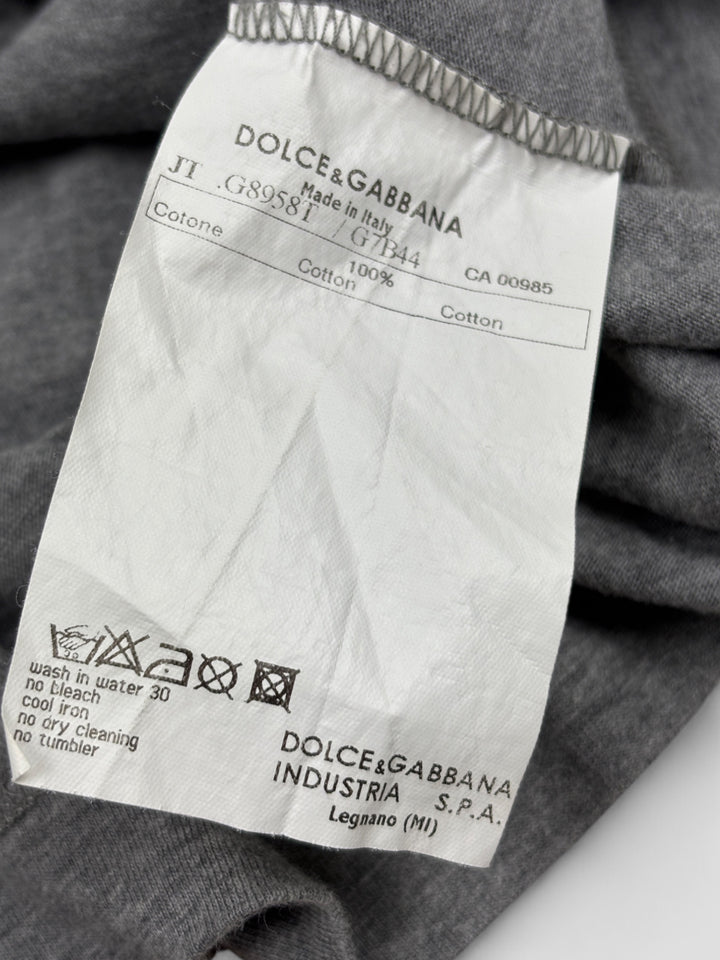 DOLCE&GABBANA
Made in Italy
JT .G8958T / G7B44
CA 00985
Cotone 100% Cotton
Cotton
wash in water 30
no bleach
cool iron
no dry cleaning
no tumbler
DOLCE&GABBANA
INDUSTRIA S.P.A.
Legnano (MI)